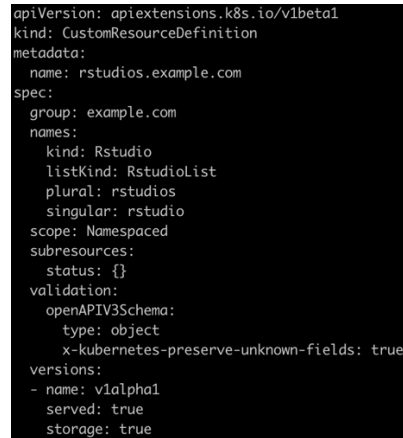 apiVersion: apiextensions.k8s.io/v1beta1
kind: CustomResourceDefinition
metadata:
  name: rstudios.example.com
spec:
  group: example.com
  names:
    kind: Rstudio
    listKind: RstudioList
    plural: rstudios
    singular: rstudio
  scope: Namespaced
  subresources:
    status: {}
  validation:
    openAPIV3Schema:
      type: object
      x-kubernetes-preserve-unknown-fields: true
  versions:
  - name: v1alpha1
    served: true
    storage: true